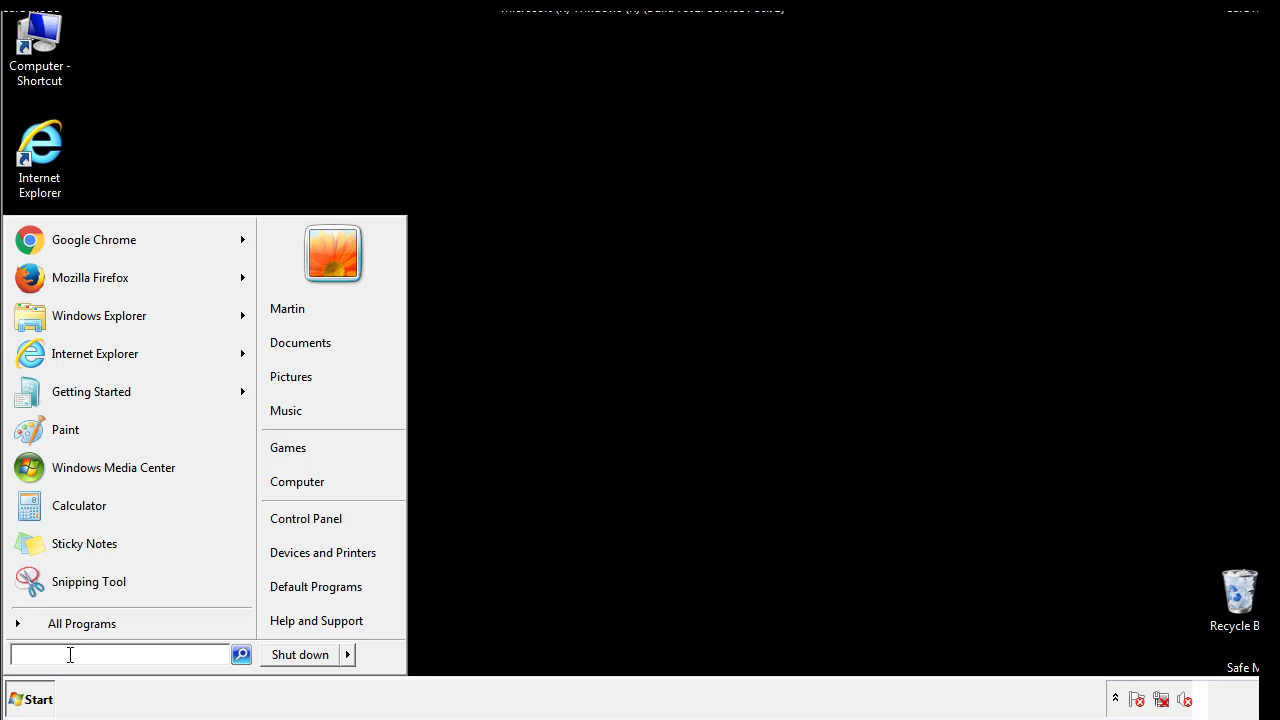 Computer -
Shortcut
Internet
Explorer
Google Chrome
Mozilla Firefox
Windows Explorer
Internet Explorer
Getting Started
Paint
Windows Media Center
Calculator
Sticky Notes
Snipping Tool
All Programs
Martin
Documents
Pictures
Music
Games
Computer
Control Panel
Devices and Printers
Default Programs
Help and Support
Shut down
Recycle B
Safe M
Start